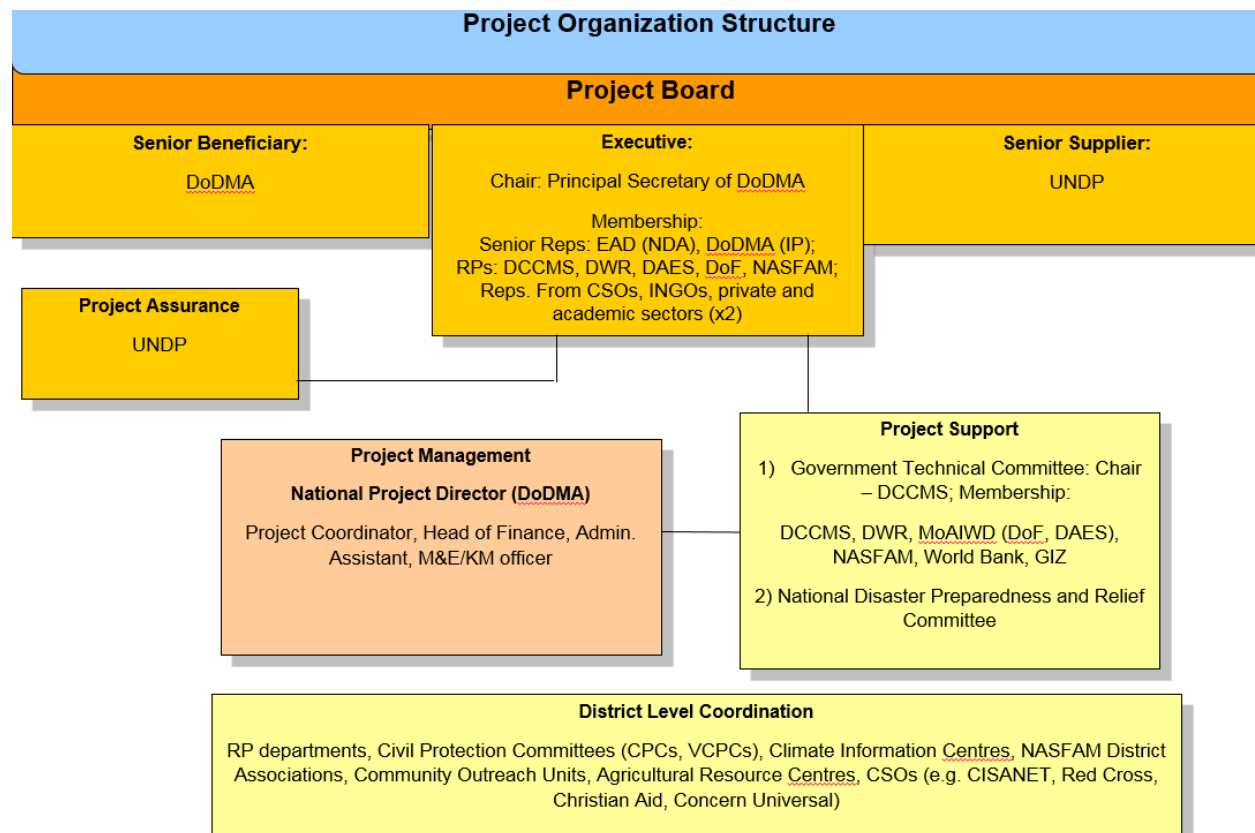 Project Organization Structure
Project Board
Senior Beneficiary:
DoDMA
Executive:
Chair: Principal Secretary of DoDMA
Membership:
Senior Reps: EAD (NDA), DoDMA (IP);
RPs: DCCMS, DWR, DAES, DoF, NASFAM;
Reps. From CSOs, INGOs, private and
academic sectors (x2)
Senior Supplier:
UNDP
Project Assurance
UNDP
Project Management
National Project Director (DoDMA)
Project Coordinator, Head of Finance, Admin.
Assistant, M&E/KM officer
Project Support
1) Government Technical Committee: Chair
– DCCMS; Membership:
DCCMS, DWR, MoAIWD (DoF, DAES),
NASFAM, World Bank, GIZ
2) National Disaster Preparedness and Relief
Committee
District Level Coordination
RP departments, Civil Protection Committees (CPCs, VCPCs), Climate Information Centres, NASFAM District
Associations, Community Outreach Units, Agricultural Resource Centres, CSOs (e.g. CISANET, Red Cross,
Christian Aid, Concern Universal)